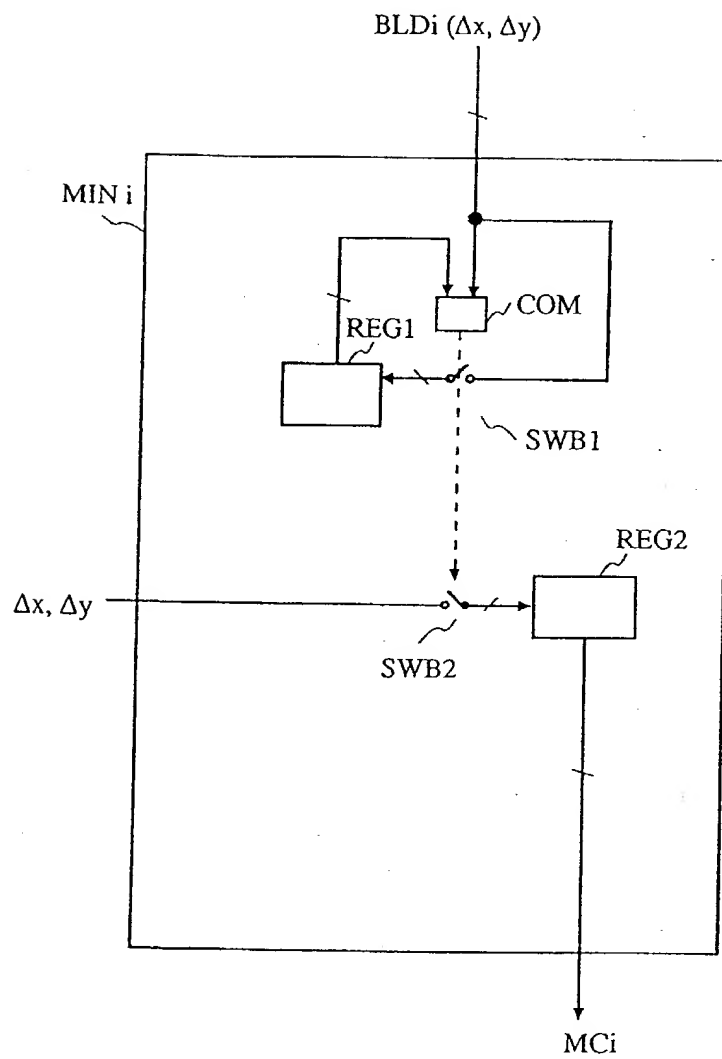 BLDi (Δx, Δy)
MIN i
COM
REG1
SWB1
REG2
Δx, Δy
SWB2
MCi